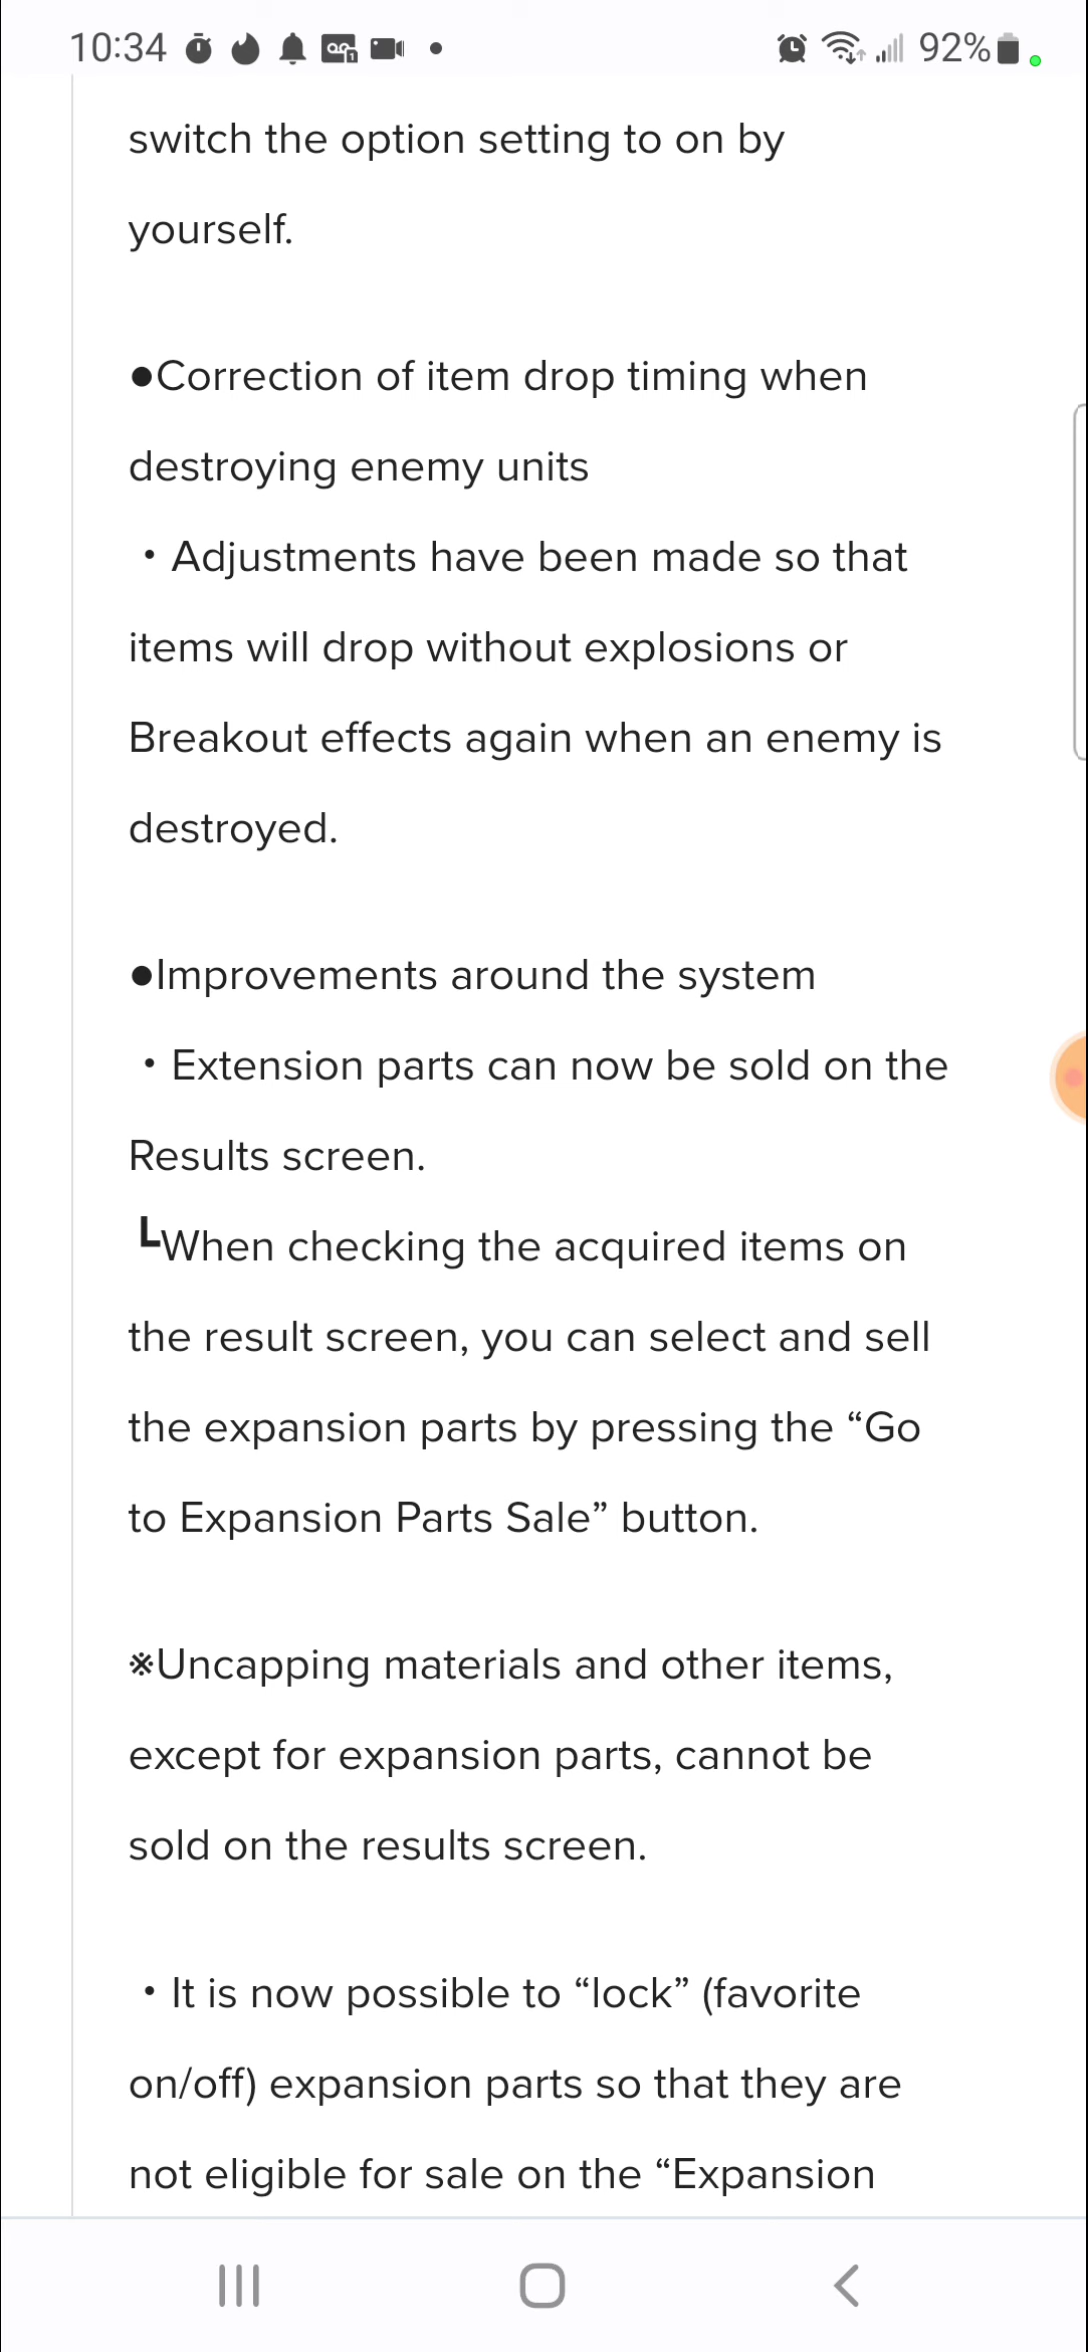 10:34
92%
switch the option setting to on by
yourself.
●Correction of item drop timing when
destroying enemy units
・Adjustments have been made so that
items will drop without explosions or
Breakout effects again when an enemy is
destroyed.
●Improvements around the system
・Extension parts can now be sold on the
Results screen.
┗When checking the acquired items on
the result screen, you can select and sell
the expansion parts by pressing the “Go
to Expansion Parts Sale” button.
※Uncapping materials and other items,
except for expansion parts, cannot be
sold on the results screen.
・It is now possible to “lock” (favorite
on/off) expansion parts so that they are
not eligible for sale on the “Expansion